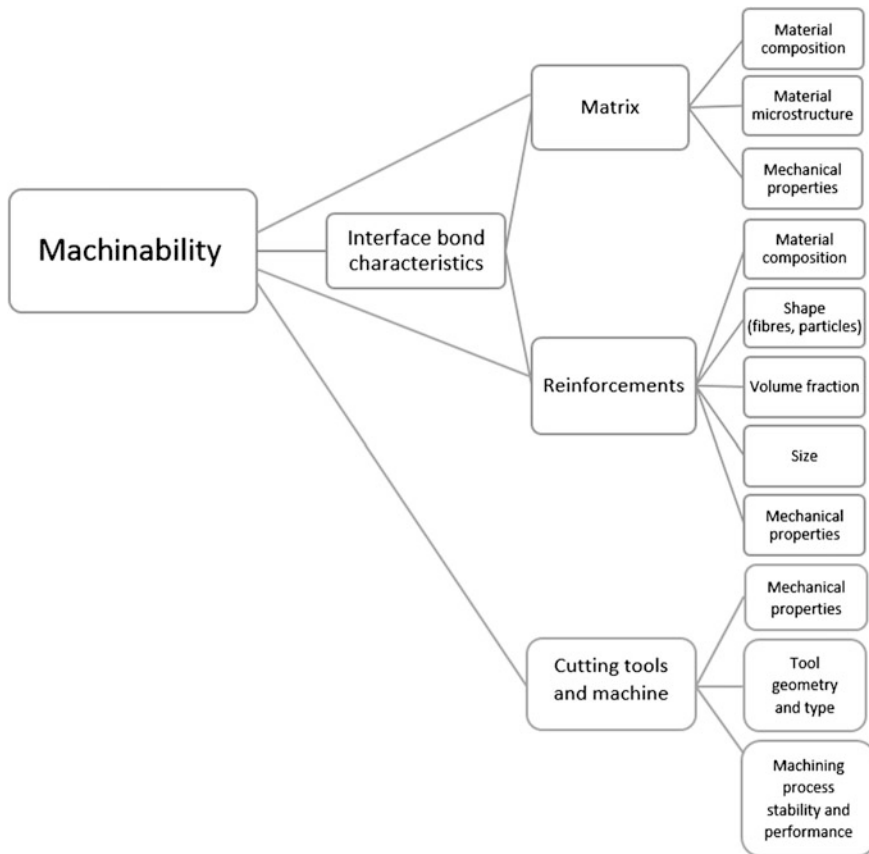 Machinability
Interface bond
characteristics
Matrix
Material
composition
Material
microstructure
Mechanical
properties
Reinforcements
Material
composition
Shape
(fibres, particles)
Volume fraction
Size
Mechanical
properties
Cutting tools
and machine
Mechanical
properties
Tool
geometry
and type
Machining
process
stability and
performance